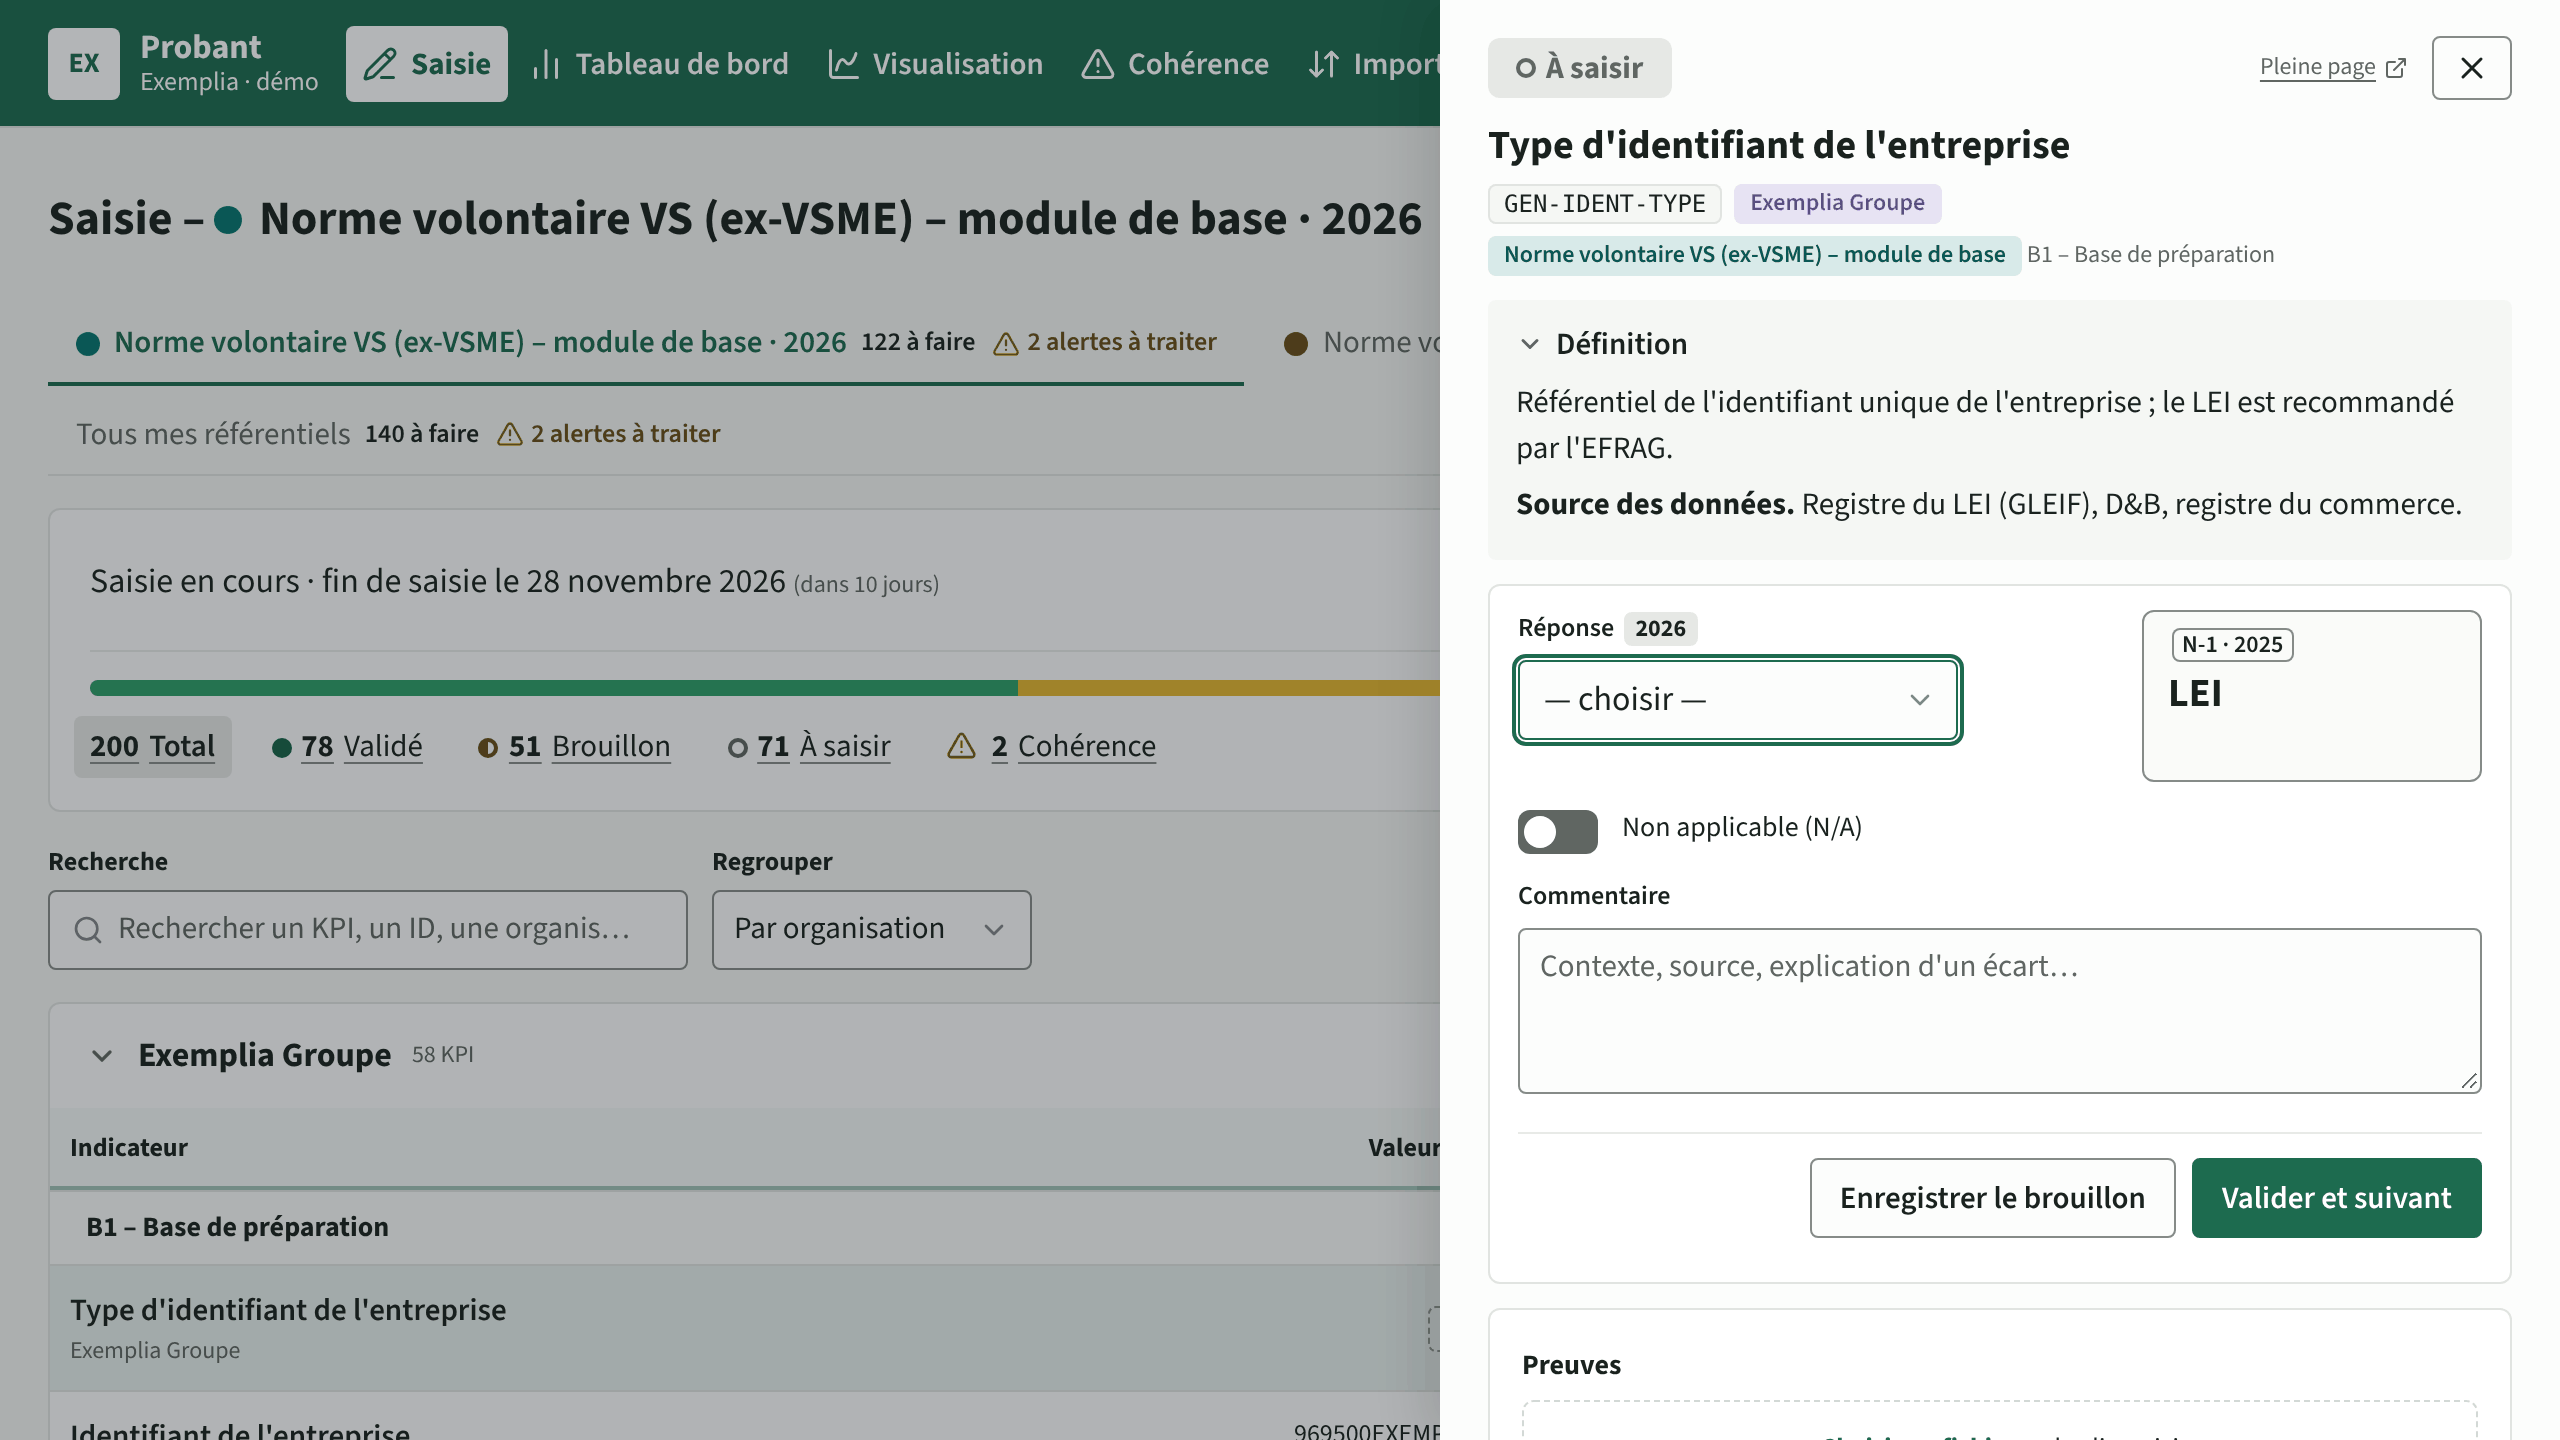 EX
Probant
Exemplia · démo
Saisie
Tableau de bord
Visualisation
Cohérence
Import
Saisie – Norme volontaire VS (ex-VSME) – module de base · 2026
Norme volontaire VS (ex-VSME) – module de base · 2026 122 à faire 2 alertes à traiter
Norme vo
Tous mes référentiels 140 à faire 2 alertes à traiter
Saisie en cours · fin de saisie le 28 novembre 2026 (dans 10 jours)
200 Total 78 Validé 51 Brouillon 71 À saisir 2 Cohérence
Recherche
Regrouper
Rechercher un KPI, un ID, une organis…
Par organisation
Exemplia Groupe 58 KPI
Indicateur
Valeur
B1 – Base de préparation
Type d'identifiant de l'entreprise
Exemplia Groupe
Identifiant de l'entreprise
À saisir
Pleine page
Type d'identifiant de l'entreprise
GEN-IDENT-TYPE
Exemplia Groupe
Norme volontaire VS (ex-VSME) – module de base B1 – Base de préparation
Définition
Référentiel de l'identifiant unique de l'entreprise ; le LEI est recommandé
par l'EFRAG.
Source des données. Registre du LEI (GLEIF), D&B, registre du commerce.
Réponse 2026
— choisir —
N-1 · 2025
LEI
Non applicable (N/A)
Commentaire
Contexte, source, explication d'un écart…
Enregistrer le brouillon
Valider et suivant
Preuves